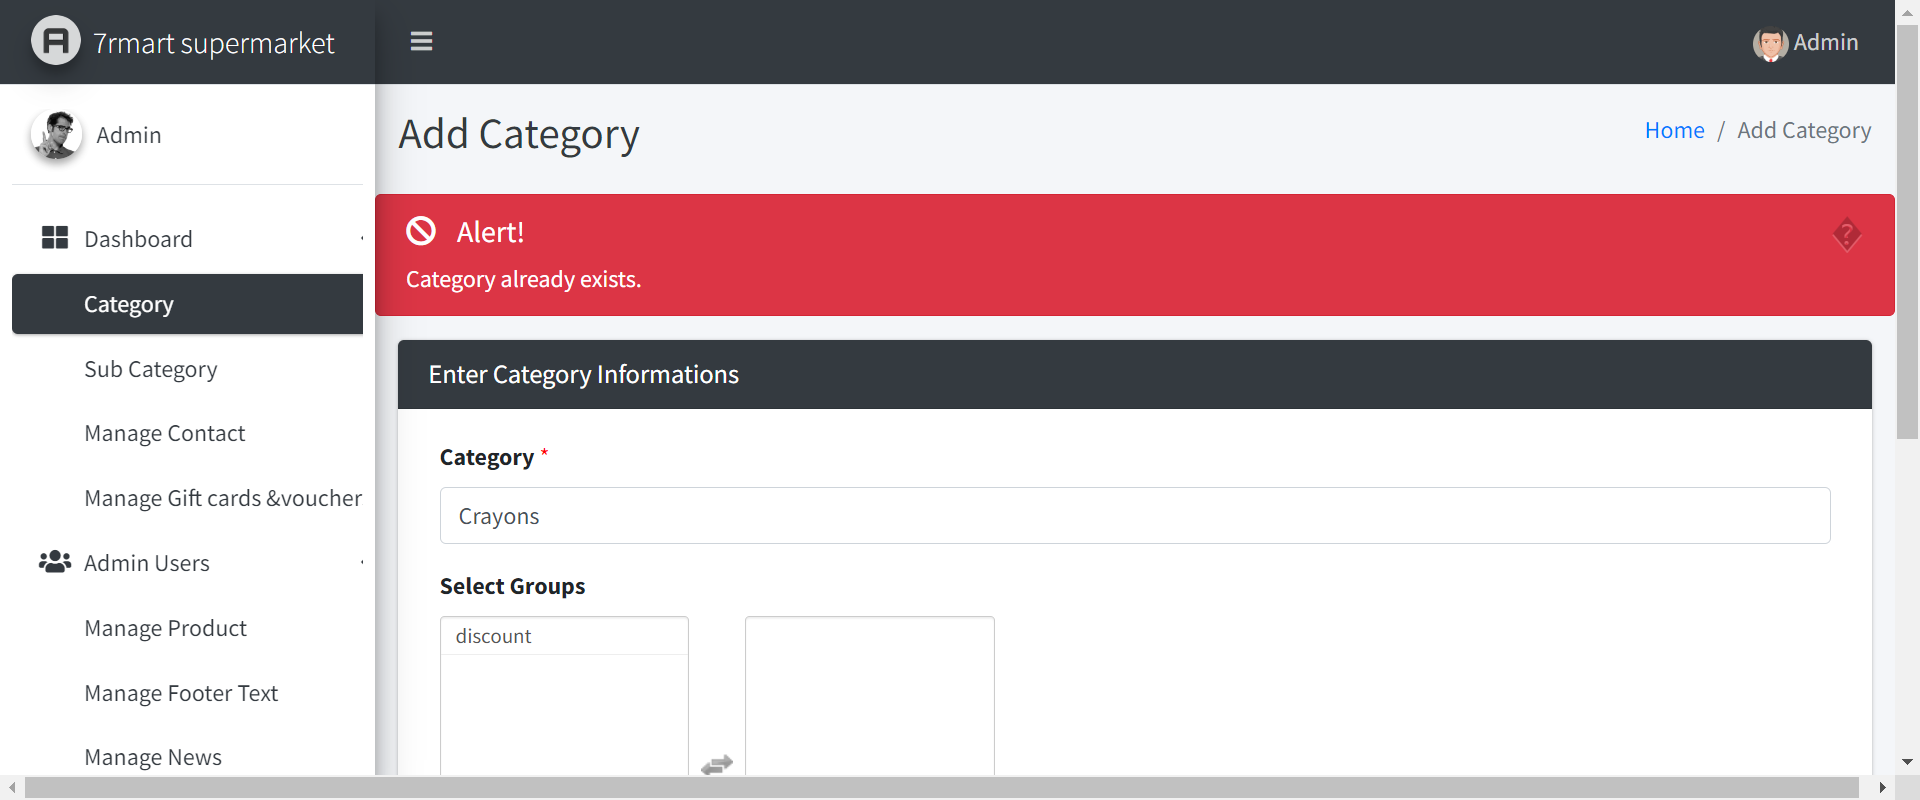 7rmart supermarket
Admin
Admin
Dashboard
Category
Sub Category
Manage Contact
Manage Gift cards &voucher
Admin Users
Manage Product
Manage Footer Text
Manage News
Add Category
Home / Add Category
Alert!
Category already exists.
Enter Category Informations
Category *
Crayons
Select Groups
discount